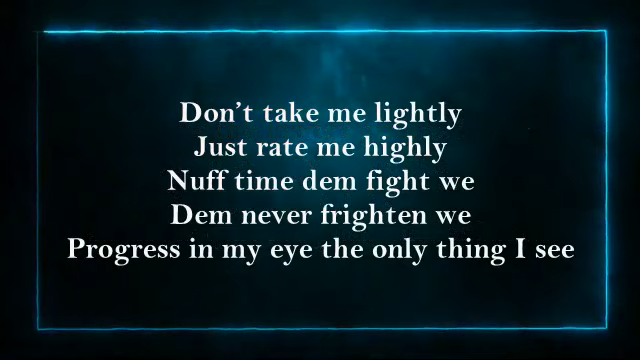 Don't take me lightly
Just rate me highly
Nuff time dem fight we
Dem never frighten we
Progress in my eye the only thing I see